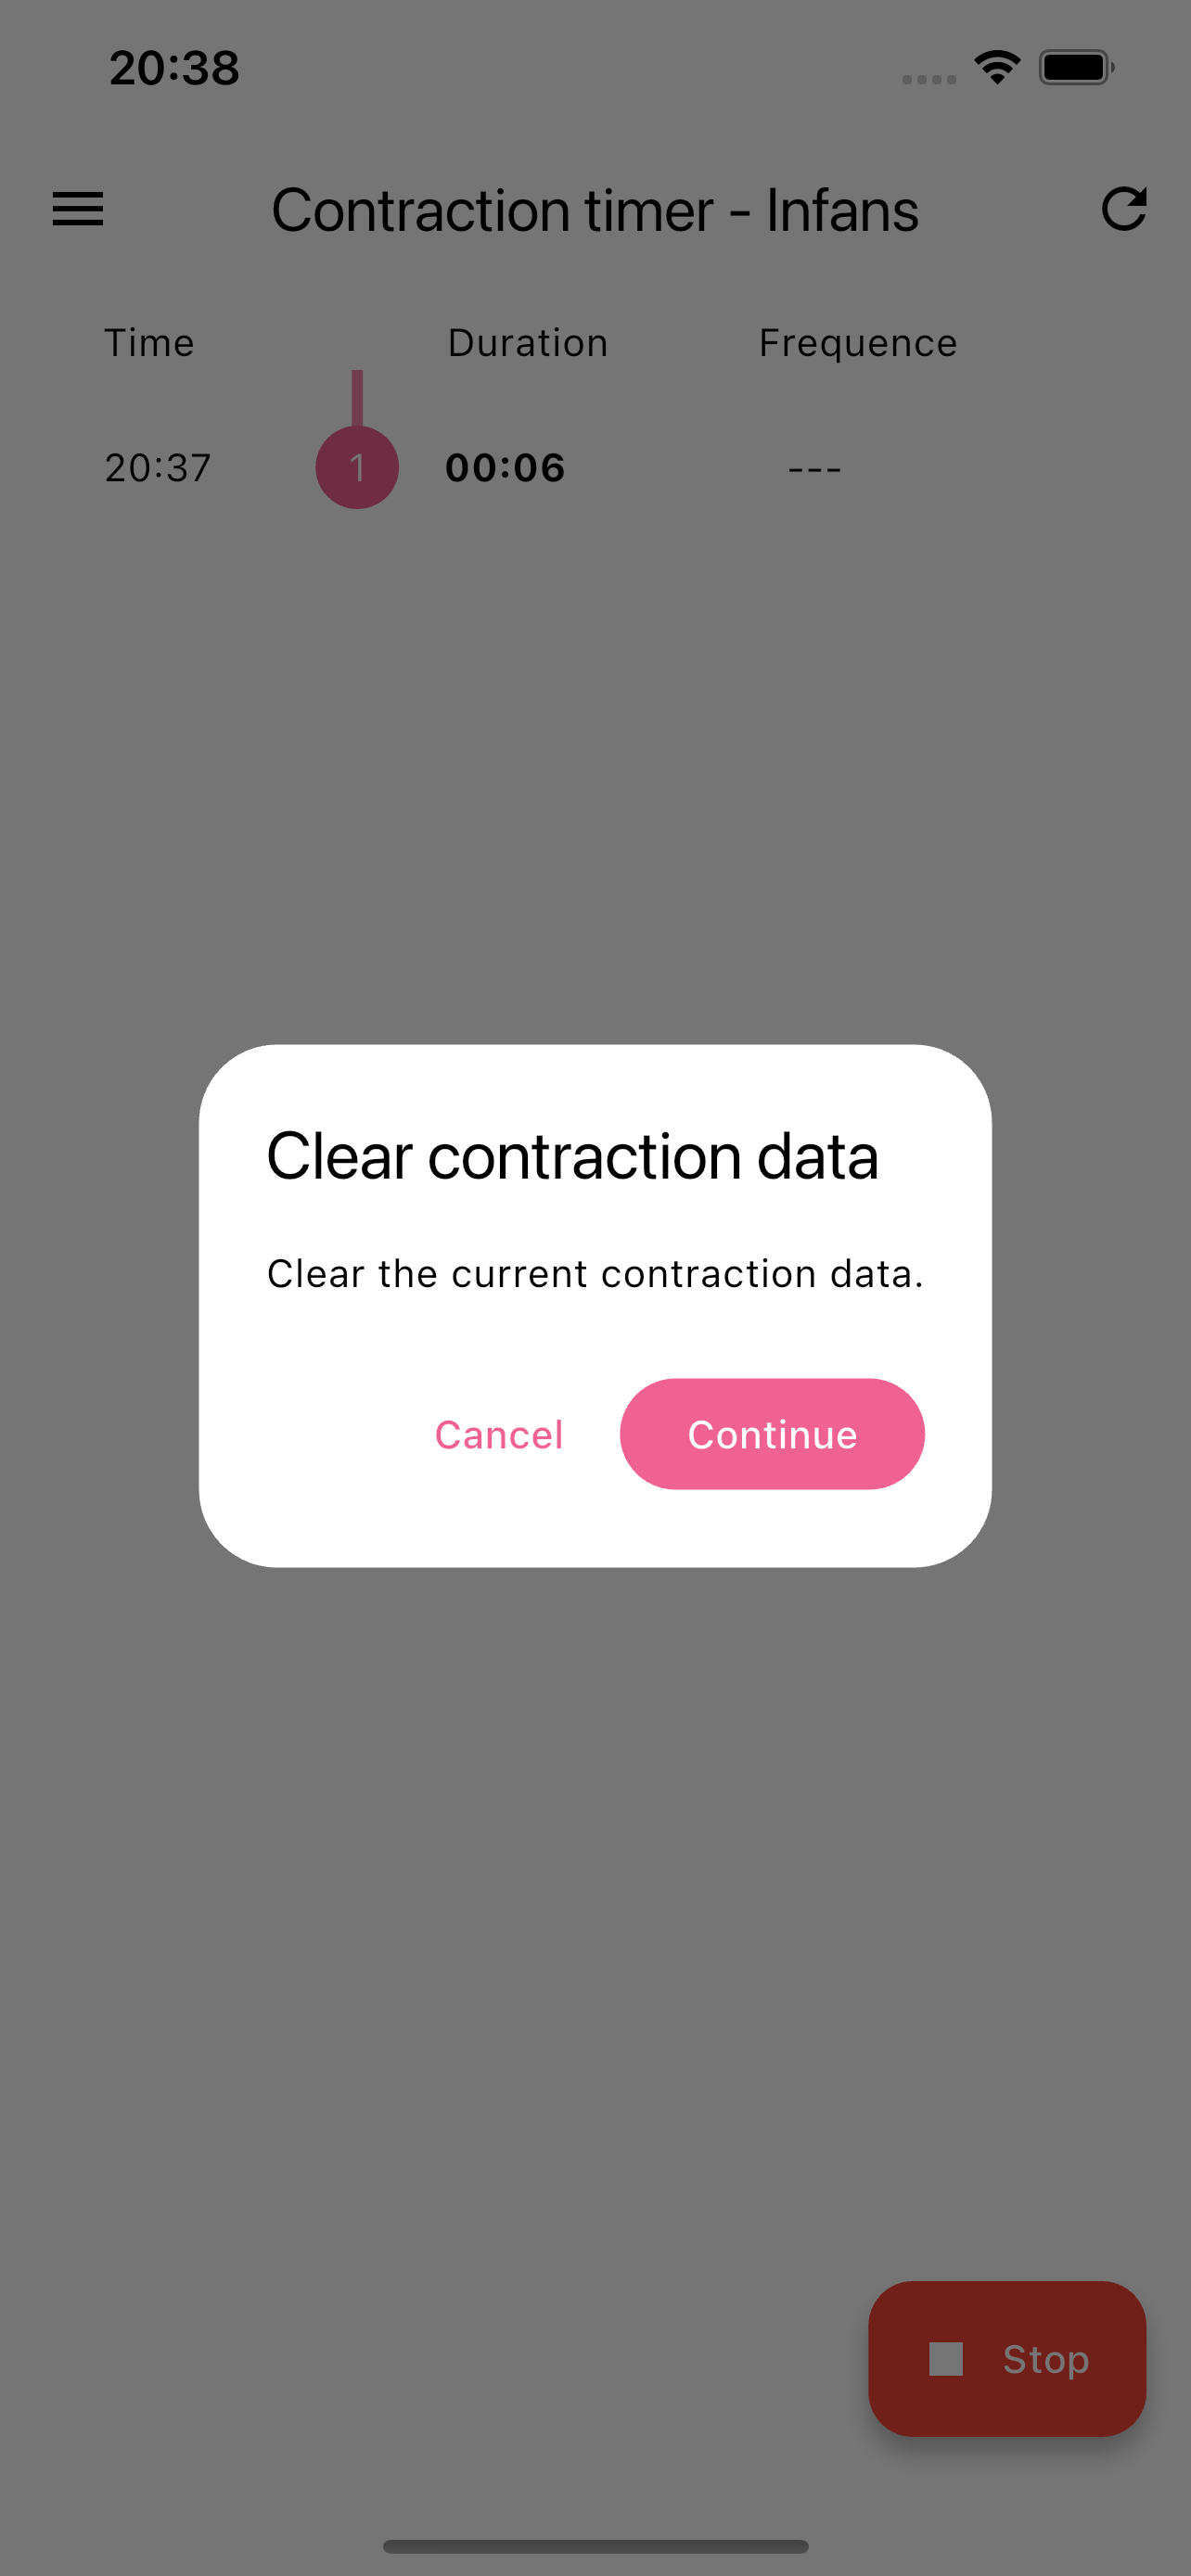 20:38
Contraction timer - Infans
Time Duration Frequence
20:37 1 00:06 ---
Clear contraction data
Clear the current contraction data.
Cancel Continue
Stop